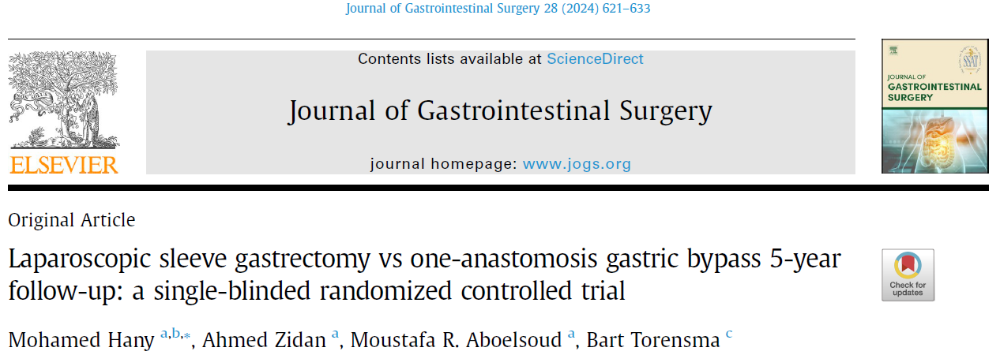 Journal of Gastrointestinal Surgery 28 (2024) 621–633
Contents lists available at ScienceDirect
Journal of Gastrointestinal Surgery
journal homepage: www.jogs.org
ELSEVIER
SSAT
JOURNAL OF
GASTROINTESTINAL
SURGERY
Original Article
Laparoscopic sleeve gastrectomy vs one-anastomosis gastric bypass 5-year
follow-up: a single-blinded randomized controlled trial
Check for
updates
Mohamed Hany a,b,*, Ahmed Zidan a, Moustafa R. Aboelsoud a, Bart Torensma c